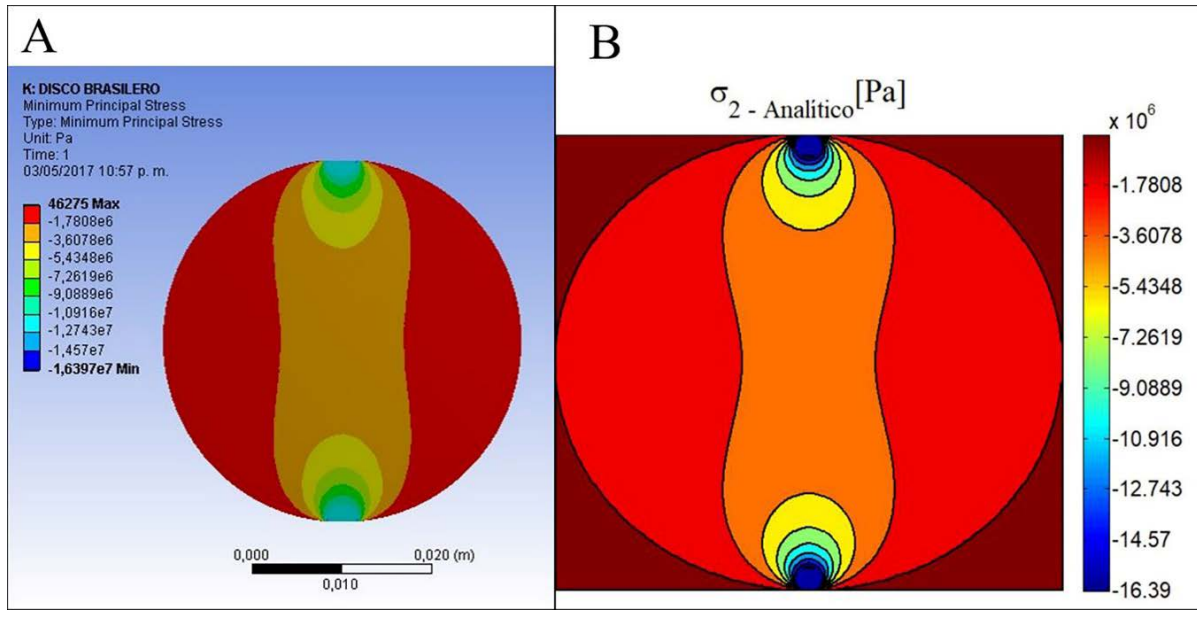 A
K: DISCO BRASILERO
Minimum Principal Stress
Type: Minimum Principal Stress
Unit: Pa
Time: 1
03/05/2017 10:57 p. m.
46275 Max
-1,7808e6
-3,6078e6
-5,4348e6
-7,2619e6
-9,0889e6
-1,0916e7
-1,2743e7
-1,457e7
-1,6397e7 Min
0,000
0,020 (m)
0,010
B
σ2 - Analítico[Pa]
x 10^6
-1.7808
-3.6078
-5.4348
-7.2619
-9.0889
-10.916
-12.743
-14.57
-16.39